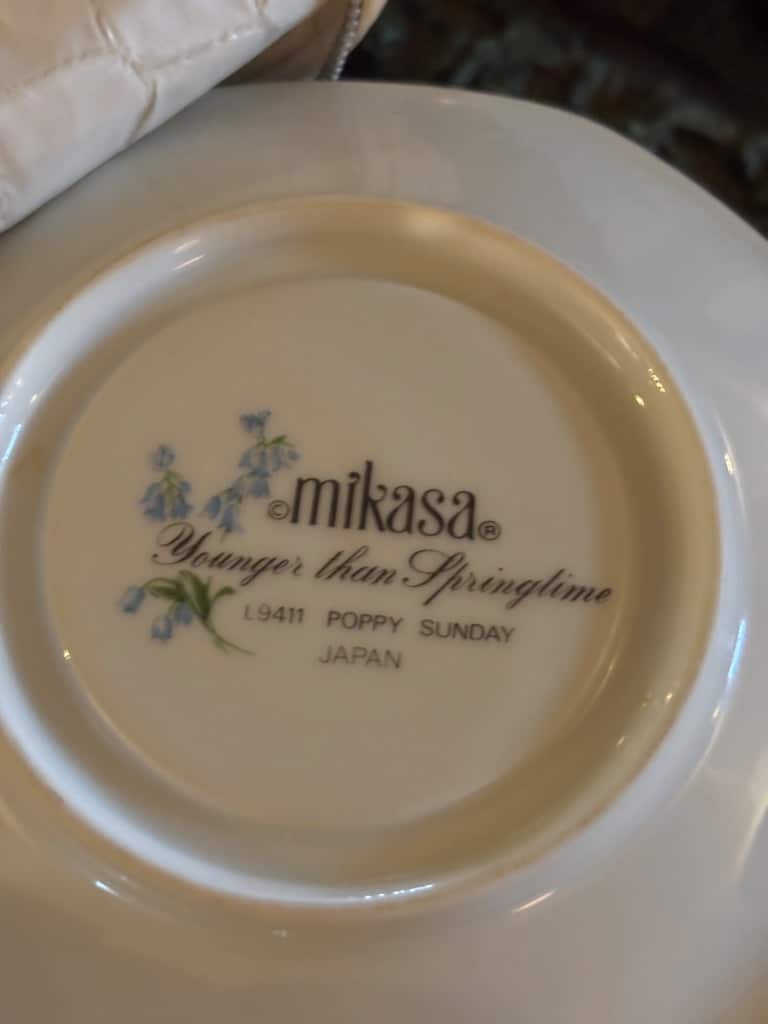 ©mikasa®
Younger than Springtime
L9411 POPPY SUNDAY
JAPAN